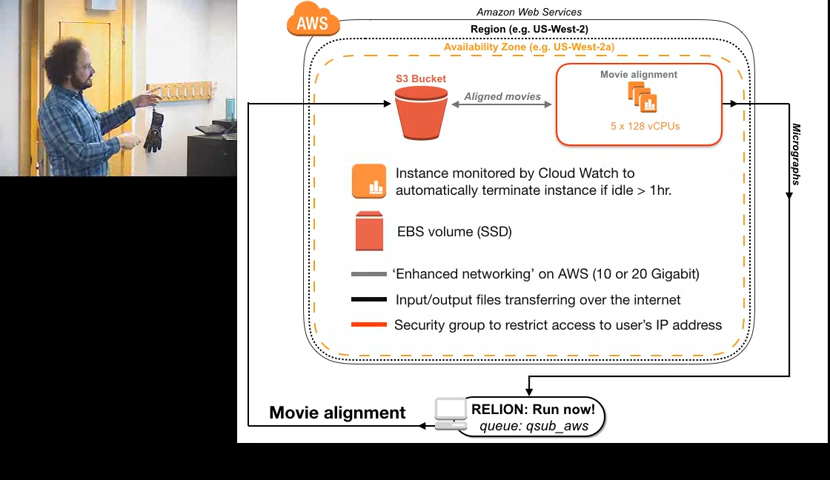 AWS
Amazon Web Services
Region (e.g. US-West-2)
Availability Zone (e.g. US-West-2a)
S3 Bucket
Aligned movies
Movie alignment
5 x 128 vCPUs
Micrographs
Instance monitored by Cloud Watch to
automatically terminate instance if idle > 1hr.
EBS volume (SSD)
‘Enhanced networking’ on AWS (10 or 20 Gigabit)
Input/output files transferring over the internet
Security group to restrict access to user's IP address
Movie alignment
RELION: Run now!
queue: qsub_aws